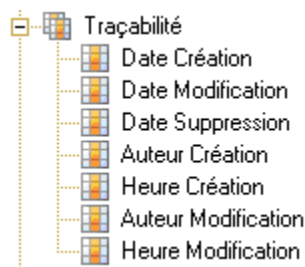 Traçabilité
Date Création
Date Modification
Date Suppression
Auteur Création
Heure Création
Auteur Modification
Heure Modification